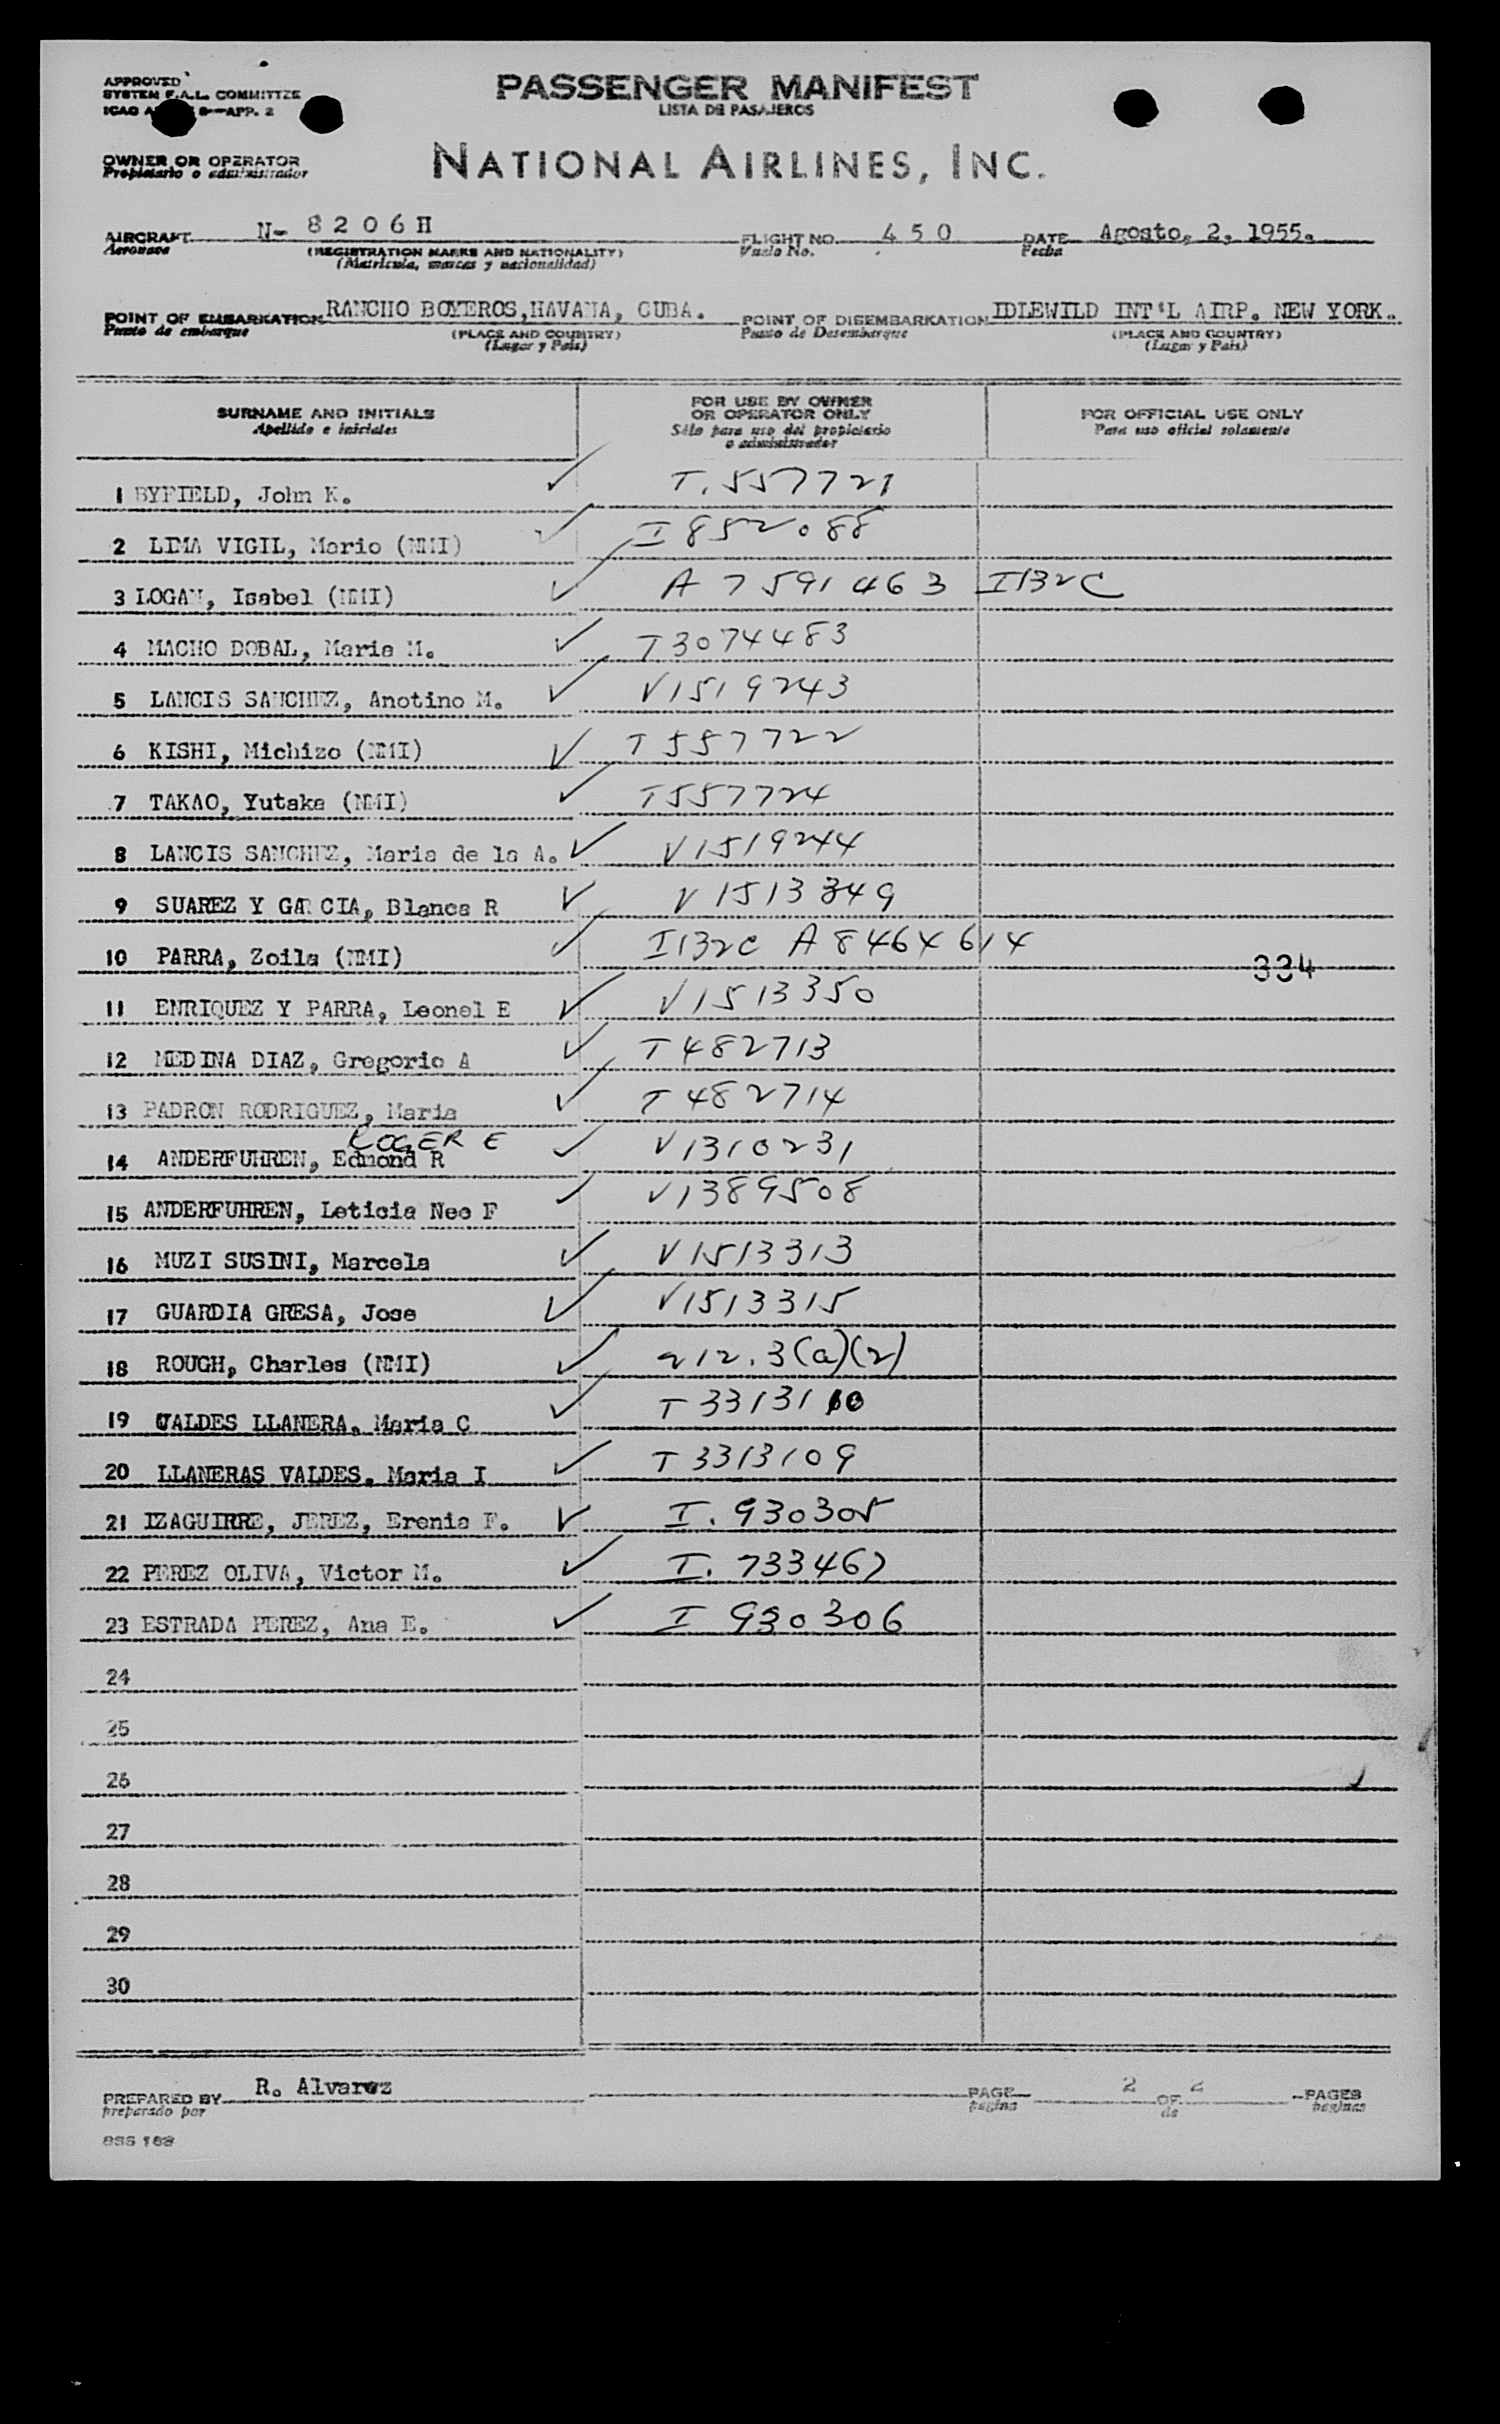 APPROVED
SYSTEM F.A.L. COMMITTEE
ICAO A 9—APP. 2
PASSENGER MANIFEST
LISTA DE PASAJEROS
OWNER OR OPERATOR
Propietario o administrador
NATIONAL AIRLINES, INC.
AIRCRAFT N- 8206H FLIGHT NO. 450 DATE Agosto, 2, 1955.
Aeronave (REGISTRATION MARKS AND NATIONALITY) Vuelo No. Fecha
(Matricula, marcas y nacionalidad)
POINT OF EMBARKATION RANCHO BOYEROS,HAVANA, CUBA. POINT OF DISEMBARKATION IDLEWILD INT'L AIRP. NEW YORK.
Punto de embarque (PLACE AND COUNTRY) Punto de Desembarque (PLACE AND COUNTRY)
(Lugar y País) (Lugar y País)
SURNAME AND INITIALS FOR USE BY OWNER OR OPERATOR ONLY FOR OFFICIAL USE ONLY
Apellido e iniciales Sólo para uso del propietario o administrador Para uso oficial solamente
1 BYFIELD, John K. ✓ T. 557721
2 LIMA VIGIL, Mario (NMI) ✓ I 852088
3 LOGAN, Isabel (NMI) ✓ A 7591463 I132C
4 MACHO DOBAL, Maria M. ✓ T3074483
5 LANCIS SANCHEZ, Anotino M. ✓ V1519243
6 KISHI, Michizo (NMI) ✓ T557722
7 TAKAO, Yutaka (NMI) ✓ T557724
8 LANCIS SANCHEZ, Maria de la A. ✓ V1519244
9 SUAREZ Y GARCIA, Blanca R ✓ V1513349
10 PARRA, Zoila (NMI) ✓ I132C A8464614
334
11 ENRIQUEZ Y PARRA, Leonel E ✓ V1513350
12 MEDINA DIAZ, Gregorio A ✓ T482713
13 PADRON RODRIGUEZ, Maria ✓ T482714
ROGER E
14 ANDERFUHREN, Edmond R ✓ V1310231
15 ANDERFUHREN, Leticia Neo F ✓ V1389508
16 MUZI SUSINI, Marcela ✓ V1513313
17 GUARDIA GRESA, Jose ✓ V1513315
18 ROUGH, Charles (NMI) ✓ 212.3(a)(2)
19 VALDES LLANERA, Maria C ✓ T3313110
20 LLANERAS VALDES, Maria I ✓ T3313109
21 IZAGUIRRE, JEREZ, Erenia F. ✓ I. 930305
22 PEREZ OLIVA, Victor M. ✓ I. 733467
23 ESTRADA PEREZ, Ana E. ✓ I 930306
24
25
26
27
28
29
30
PREPARED BY R. Alvarez PAGE 2 OF 2 PAGES
preparado por página de páginas